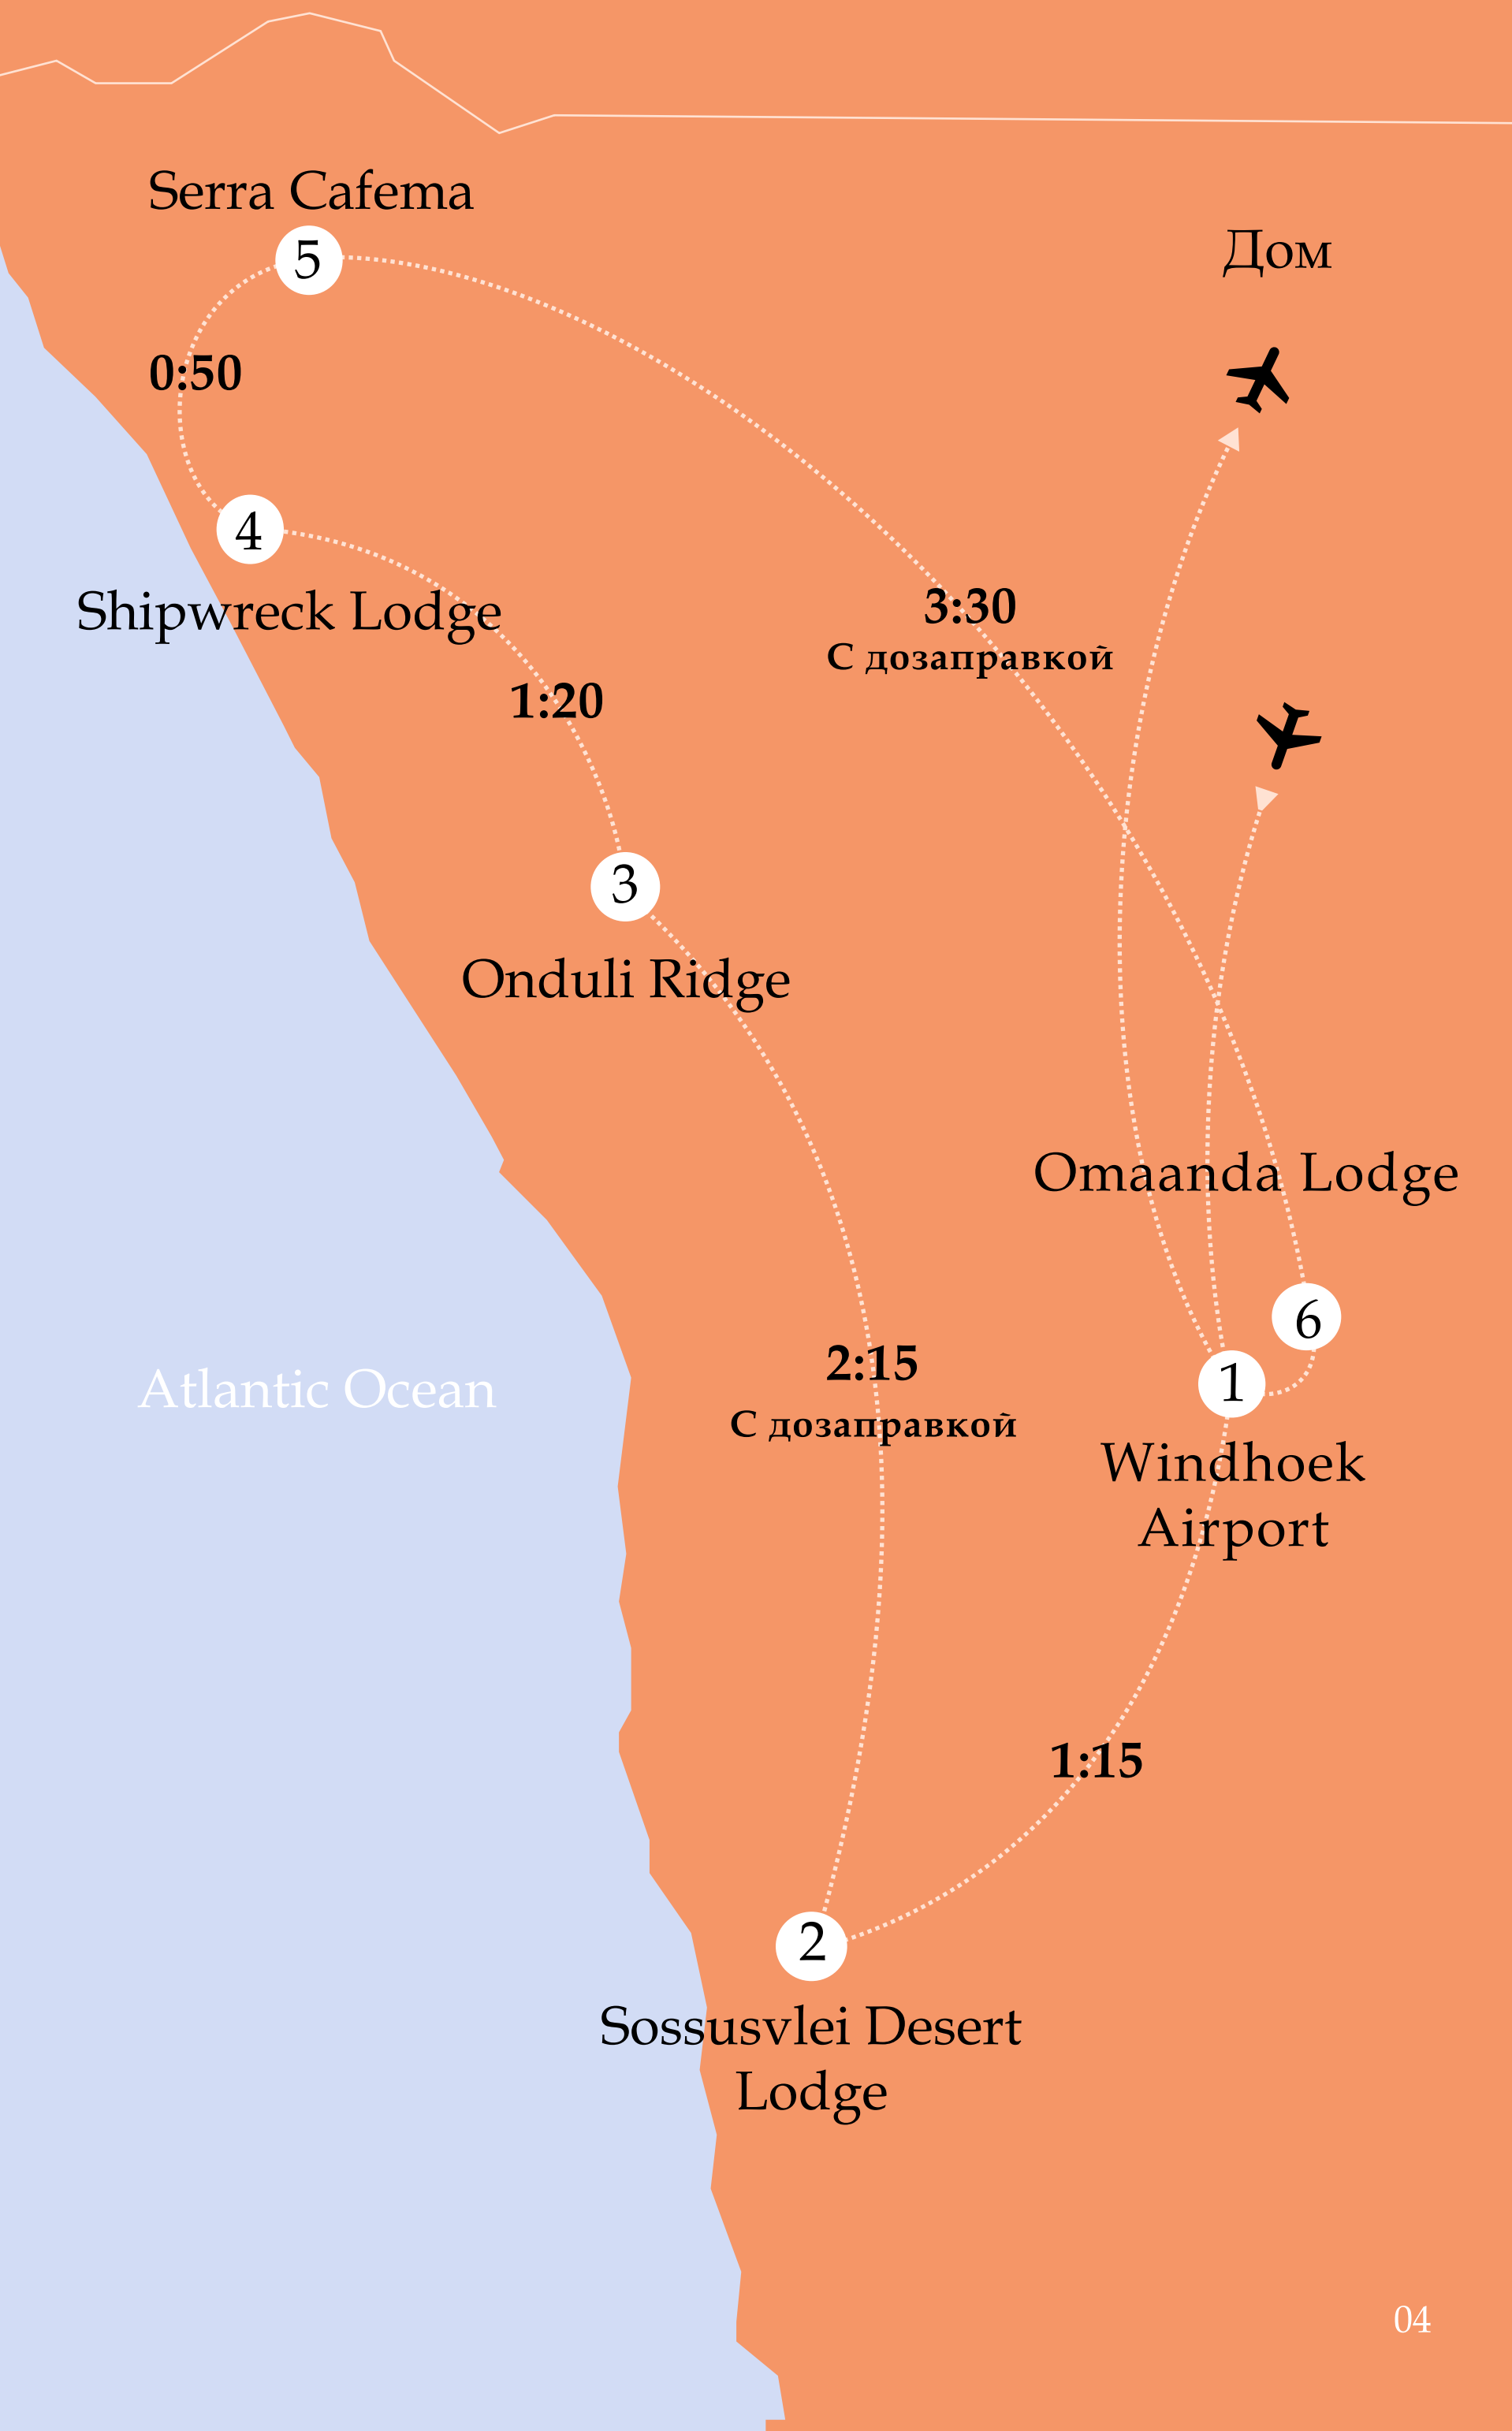 Serra Cafema
5
Дом
0:50
4
Shipwreck Lodge
3:30
С дозаправкой
1:20
3
Onduli Ridge
Omaanda Lodge
6
1
2:15
С дозаправкой
Atlantic Ocean
Windhoek
Airport
1:15
2
Sossusvlei Desert
Lodge
04